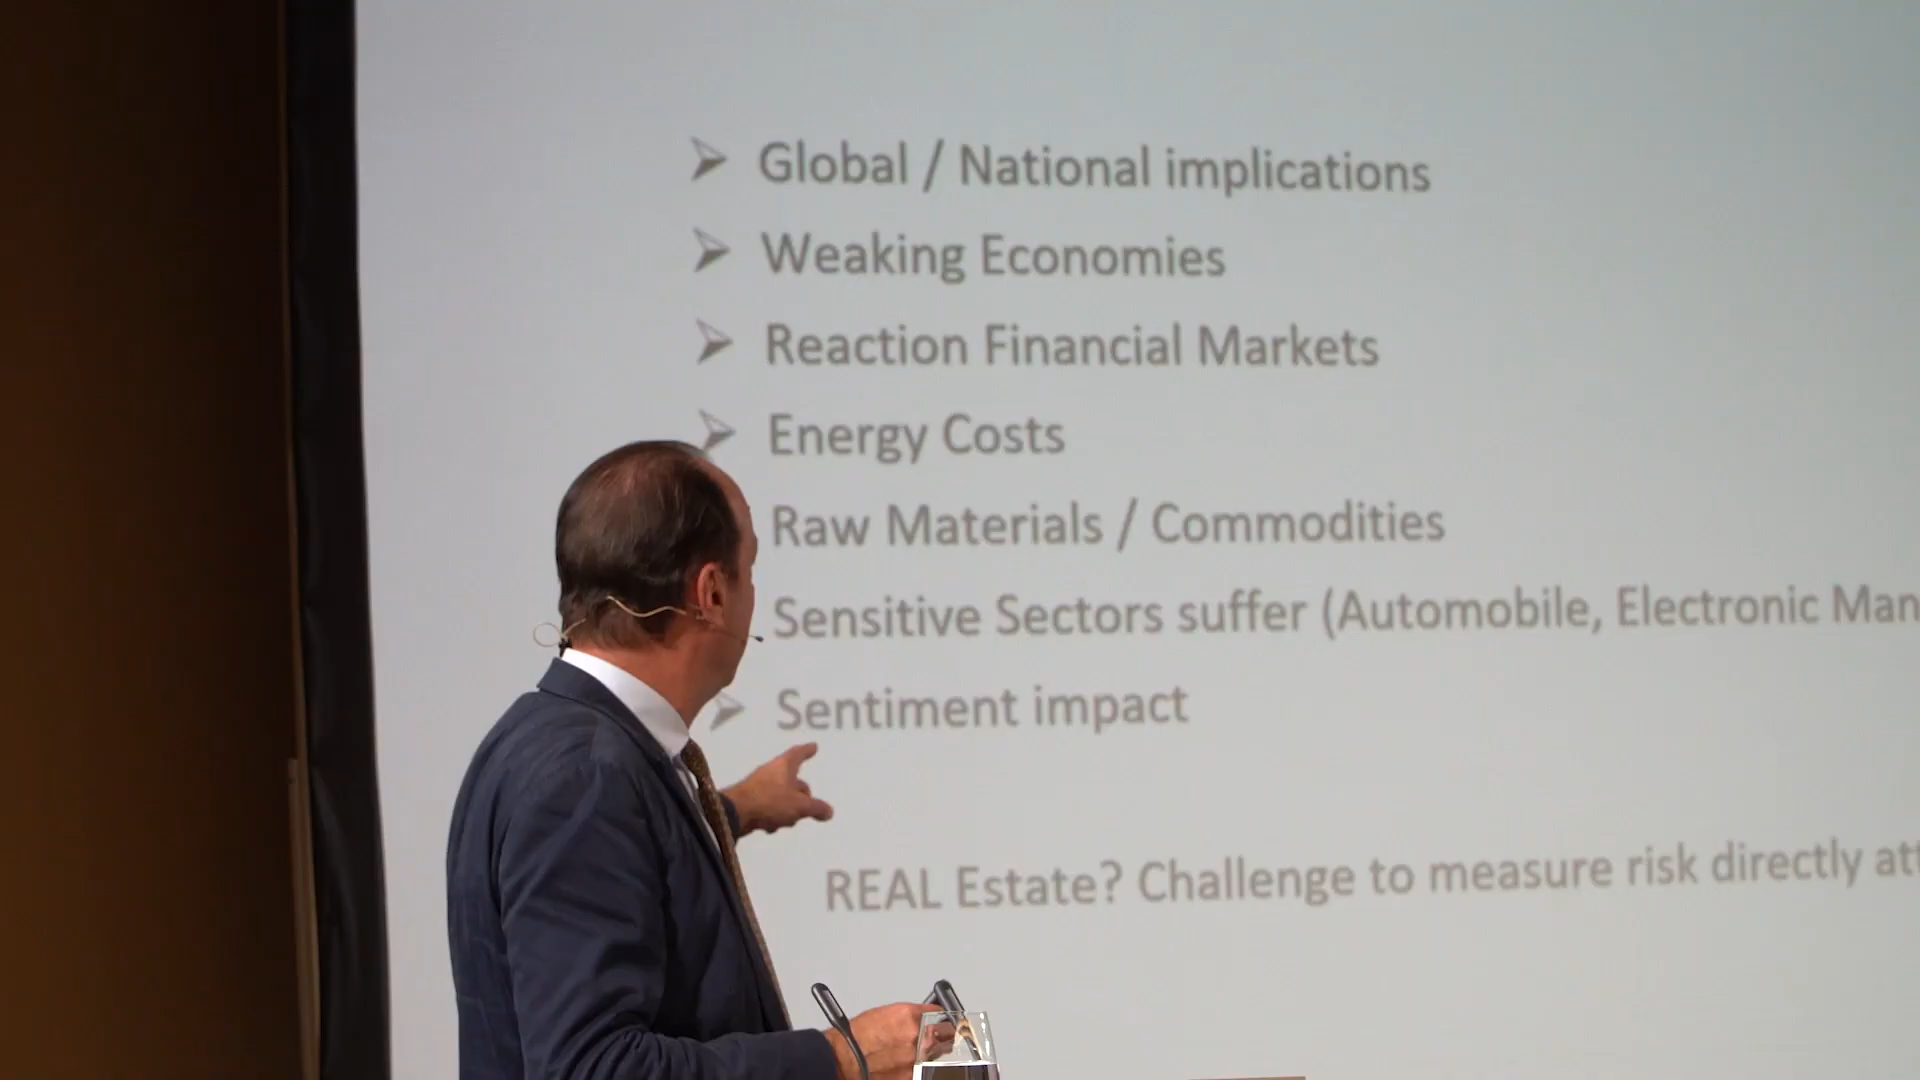 Global / National implications
Weaking Economies
Reaction Financial Markets
Energy Costs
Raw Materials / Commodities
Sensitive Sectors suffer (Automobile, Electronic
Sentiment impact
REAL Estate? Challenge to measure risk directly